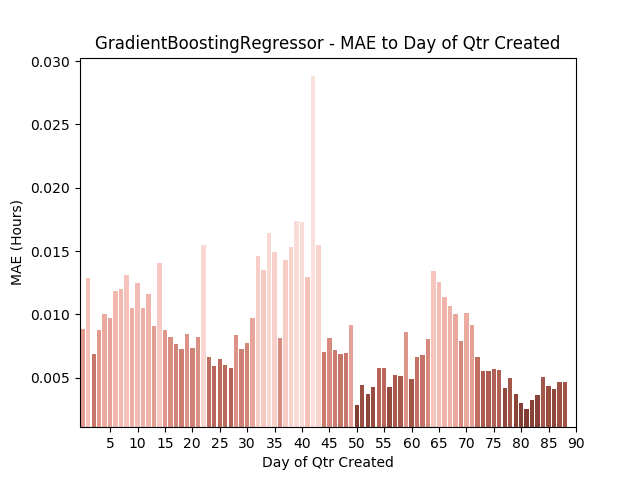 GradientBoostingRegressor - MAE to Day of Qtr Created
0.030
0.025
0.020
0.015
0.010
0.005
MAE (Hours)
5 10 15 20 25 30 35 40 45 50 55 60 65 70 75 80 85 90
Day of Qtr Created